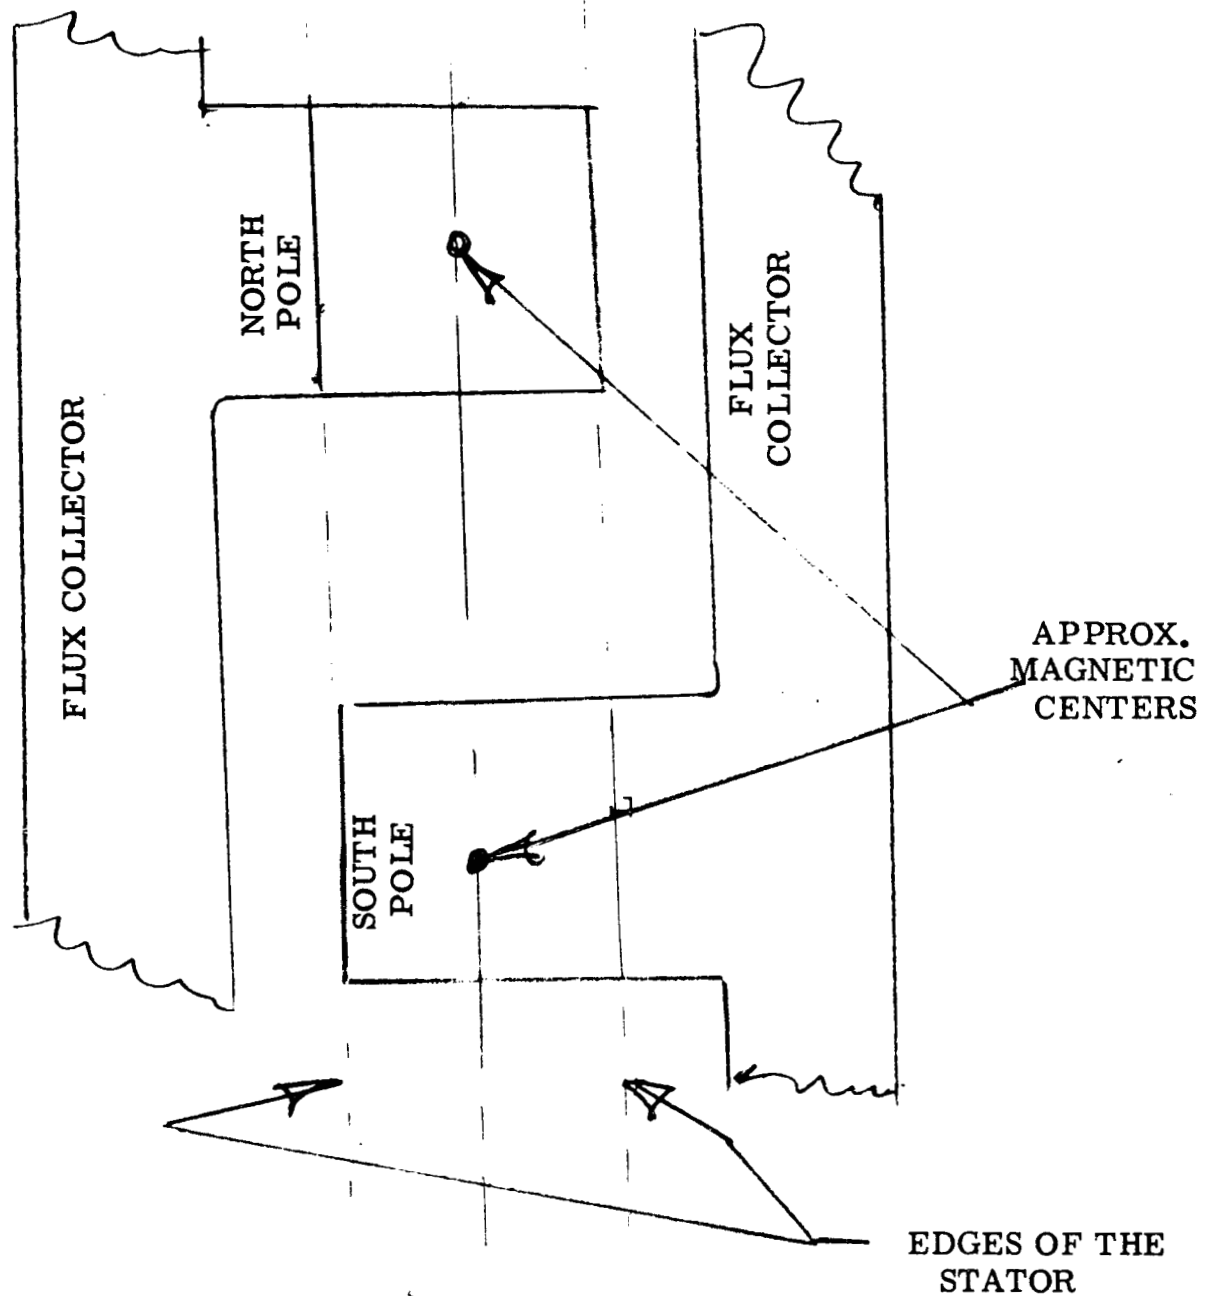 NORTH
POLE
FLUX
COLLECTOR
FLUX COLLECTOR
APPROX.
MAGNETIC
CENTERS
SOUTH
POLE
EDGES OF THE
STATOR